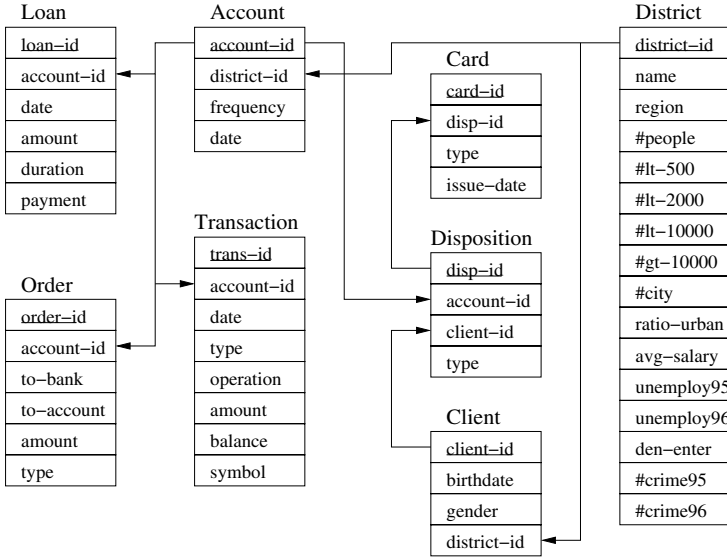 Loan
loan-id
account-id
date
amount
duration
payment
Account
account-id
district-id
frequency
date
Card
card-id
disp-id
type
issue-date
District
district-id
name
region
#people
#lt-500
#lt-2000
#lt-10000
#gt-10000
#city
ratio-urban
avg-salary
unemploy95
unemploy96
den-enter
#crime95
#crime96
Transaction
trans-id
account-id
date
type
operation
amount
balance
symbol
Disposition
disp-id
account-id
client-id
type
Order
order-id
account-id
to-bank
to-account
amount
type
Client
client-id
birthdate
gender
district-id